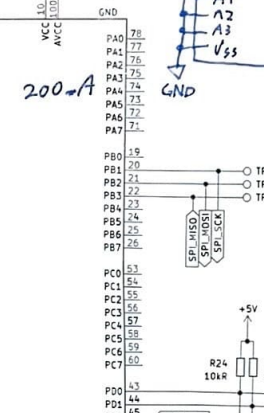 GND
10
100
VCC
AVCC
A2
A3
VSS
GND
200-A
PA0 78
PA1 77
PA2 76
PA3 75
PA4 74
PA5 73
PA6 72
PA7 71
PB0 19
PB1 20
PB2 21
PB3 22
PB4 23
PB5 24
PB6 25
PB7 26
SPI_MISO
SPI_MOSI
SPI_SCK
PC0 53
PC1 54
PC2 55
PC3 56
PC4 57
PC5 58
PC6 59
PC7 60
+5V
R24
10kR
PD0 43
PD1 44
45